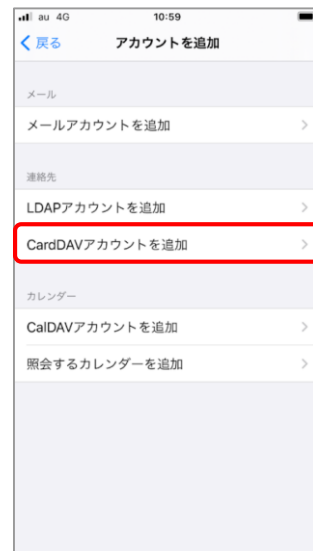 au 4G 10:59
戻る アカウントを追加
メール
メールアカウントを追加
連絡先
LDAPアカウントを追加
CardDAVアカウントを追加
カレンダー
CalDAVアカウントを追加
照会するカレンダーを追加